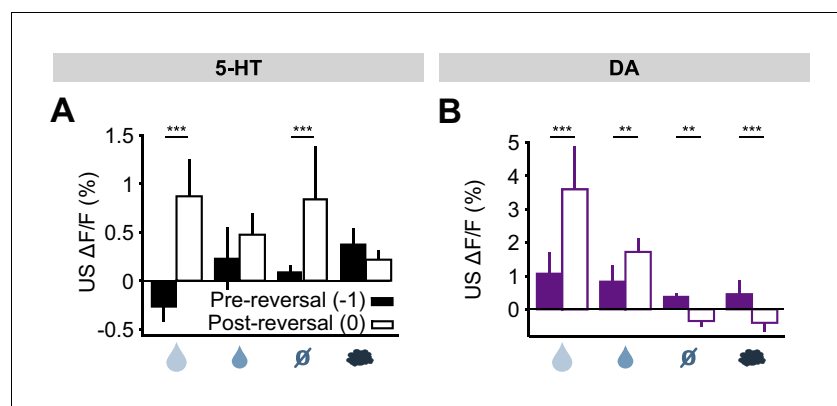 5-HT
DA
A
B
US ΔF/F (%)
1.5
1
0.5
0
-0.5
*** ***
Pre-reversal (-1)
Post-reversal (0)
Ø
US ΔF/F (%)
5
4
3
2
1
0
*** ** ** ***
Ø